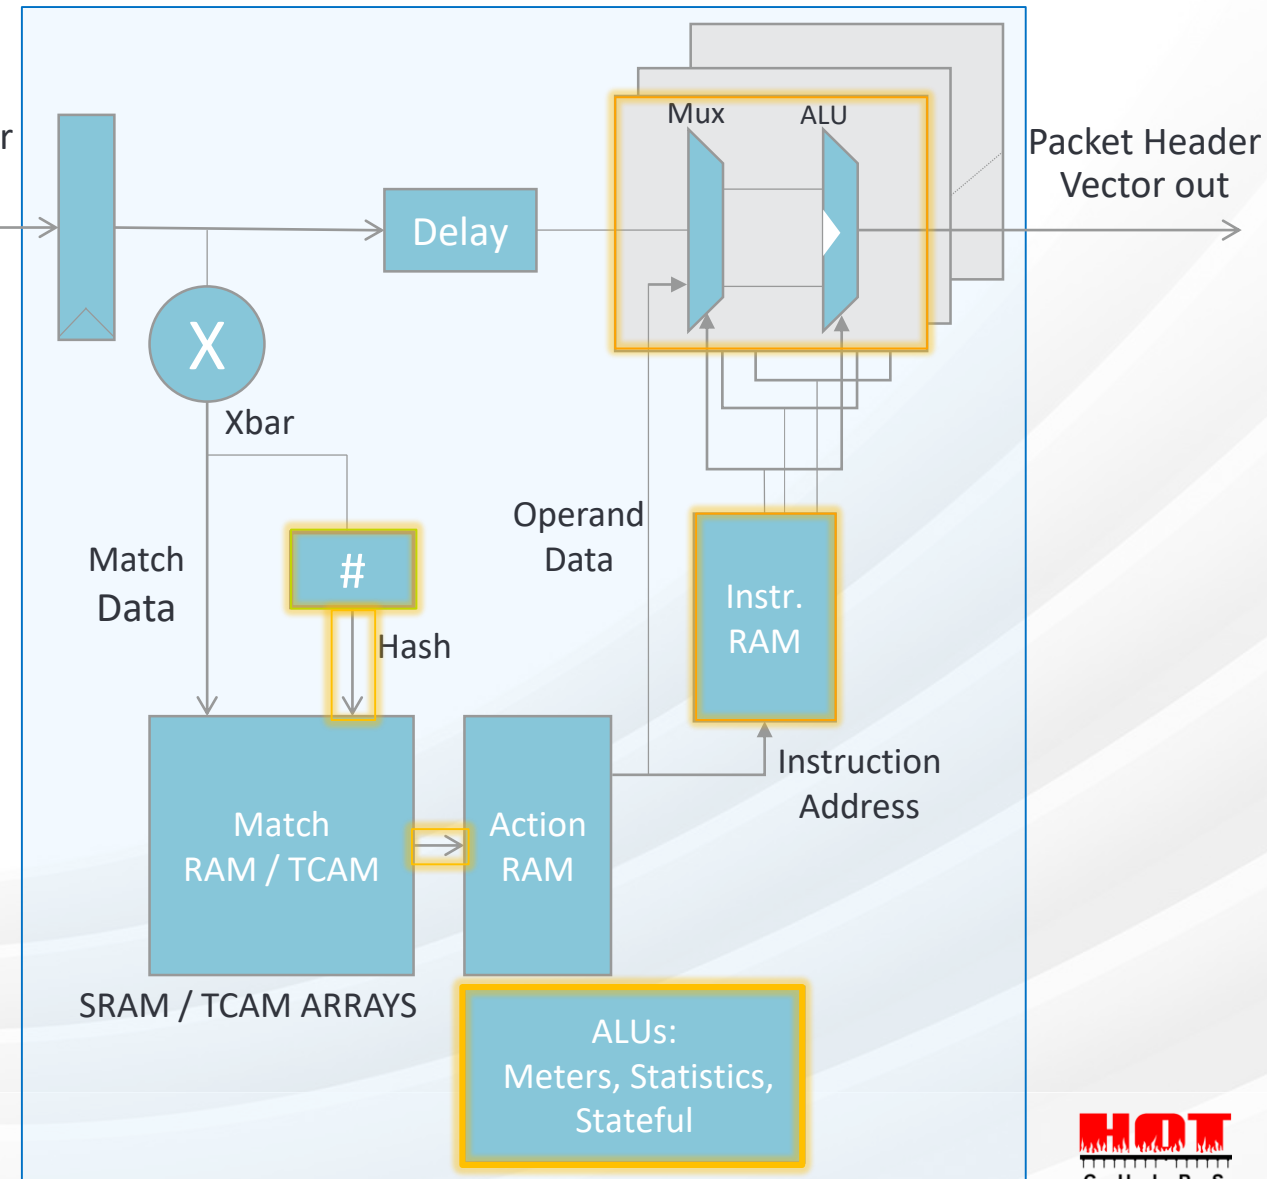 Mux
ALU
r
Packet Header
Vector out
Delay
X
Xbar
Operand
Data
Match
Data
#
Hash
Instr.
RAM
Instruction
Address
Match
RAM / TCAM
Action
RAM
SRAM / TCAM ARRAYS
ALUs:
Meters, Statistics,
Stateful
HOT
C H I P S